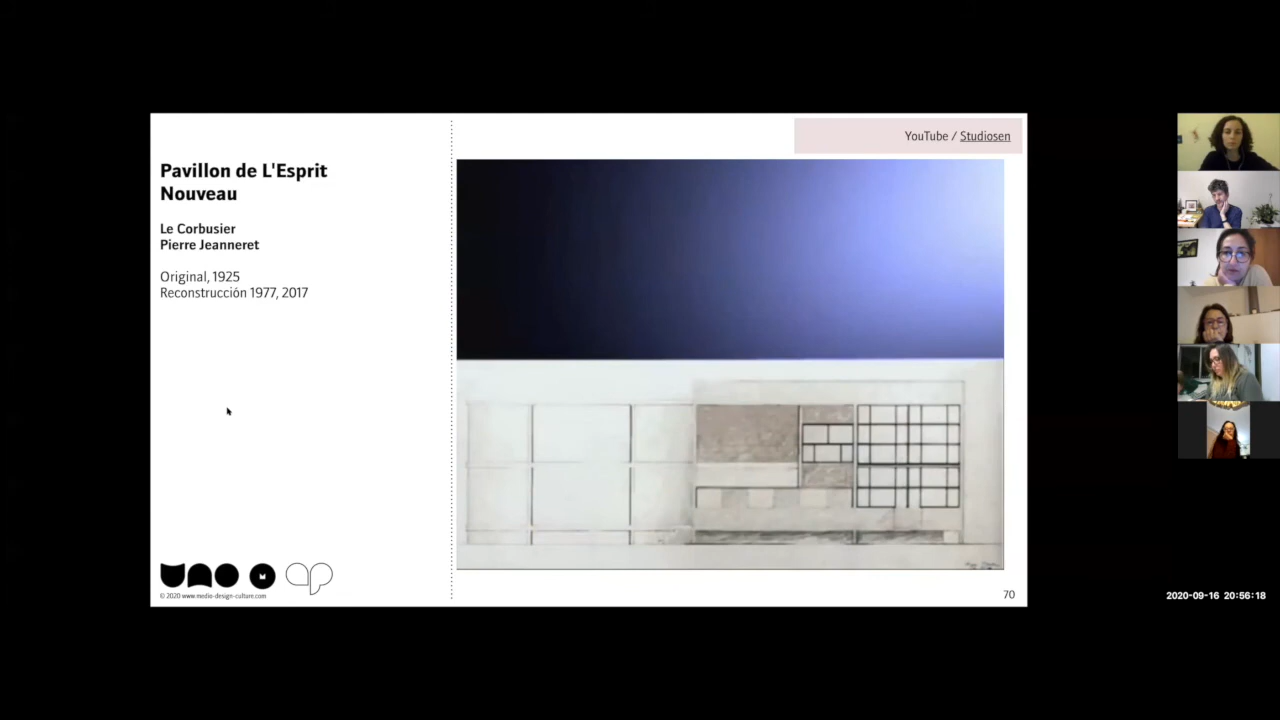 YouTube / Studiosen
Pavillon de L'Esprit
Nouveau
Le Corbusier
Pierre Jeanneret
Original, 1925
Reconstrucción 1977, 2017
© 2020 www.medio-design-culture.com
70
2020-09-16 20:56:18